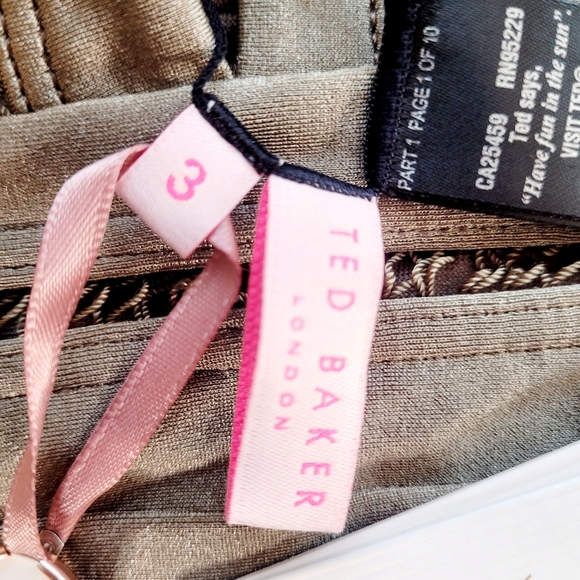 3
TED BAKER
LONDON
PART 1 PAGE 1 OF 10
CA25459 RN95229
Ted says,
"Have fun in the sun".
VISIT